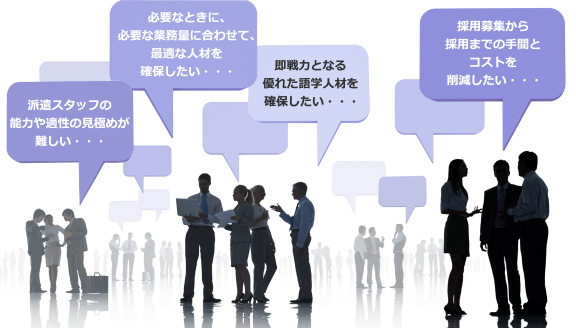 必要なときに、
必要な業務量に合わせて、
最適な人材を
確保したい・・・
採用募集から
採用までの手間と
コストを
削減したい・・・
即戦力となる
優れた語学人材を
確保したい・・・
派遣スタッフの
能力や適性の見極めが
難しい・・・